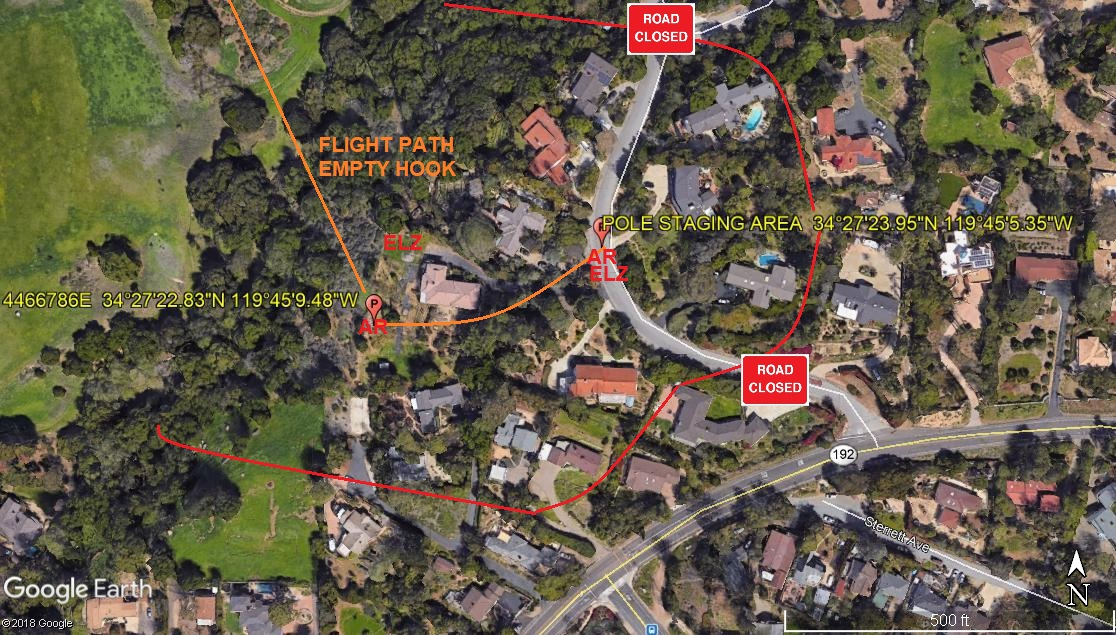 ROAD
CLOSED
FLIGHT PATH
EMPTY HOOK
POLE STAGING AREA 34°27'23.95"N 119°45'5.35"W
ELZ
AR
ELZ
4466786E 34°27'22.83"N 119°45'9.48"W
P
AR
ROAD
CLOSED
192
Sterrett Ave
Google Earth
N
©2018 Google
500 ft